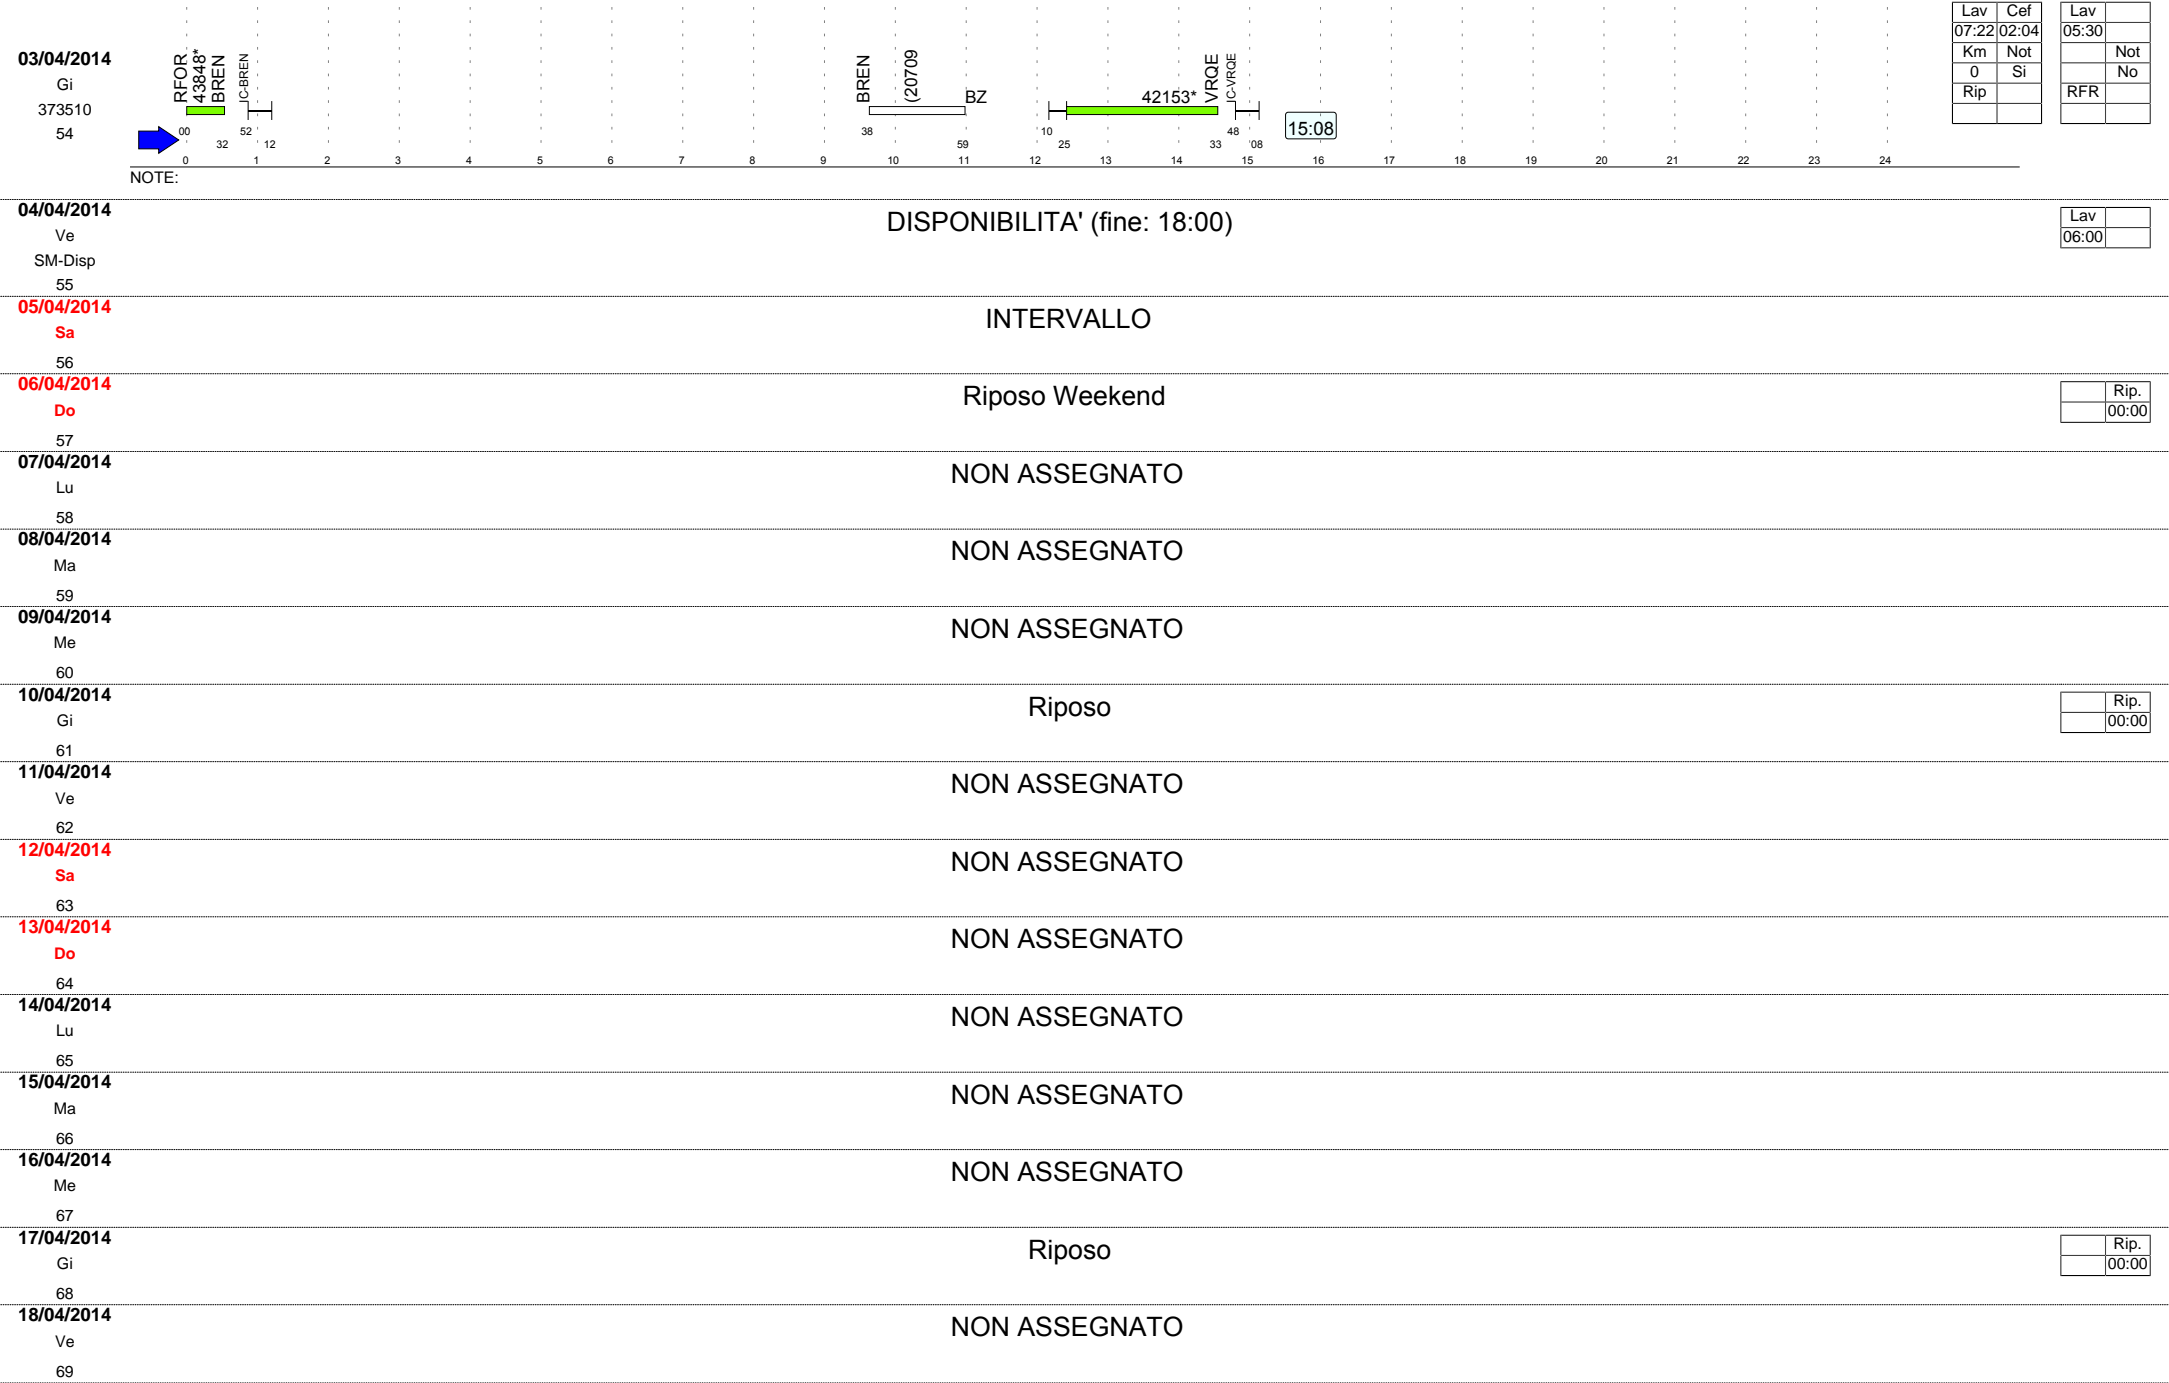 03/04/2014
Gi
373510
54
RFOR
43848*
BREN
JC-BREN
BREN
(20709
BZ
42153*
VRQE
JC-VRQE
00 52 38 10 48
32 12 59 25 33 08
15:08
0 1 2 3 4 5 6 7 8 9 10 11 12 13 14 15 16 17 18 19 20 21 22 23 24
Lav Cef
07:22 02:04
Km Not
0 Si
Rip
Lav
05:30
Not
No
RFR
NOTE:
04/04/2014
Ve
SM-Disp
55
DISPONIBILITA' (fine: 18:00)
Lav
06:00
05/04/2014
Sa
56
INTERVALLO
06/04/2014
Do
57
Riposo Weekend
Rip.
00:00
07/04/2014
Lu
58
NON ASSEGNATO
08/04/2014
Ma
59
NON ASSEGNATO
09/04/2014
Me
60
NON ASSEGNATO
10/04/2014
Gi
61
Riposo
Rip.
00:00
11/04/2014
Ve
62
NON ASSEGNATO
12/04/2014
Sa
63
NON ASSEGNATO
13/04/2014
Do
64
NON ASSEGNATO
14/04/2014
Lu
65
NON ASSEGNATO
15/04/2014
Ma
66
NON ASSEGNATO
16/04/2014
Me
67
NON ASSEGNATO
17/04/2014
Gi
68
Riposo
Rip.
00:00
18/04/2014
Ve
69
NON ASSEGNATO